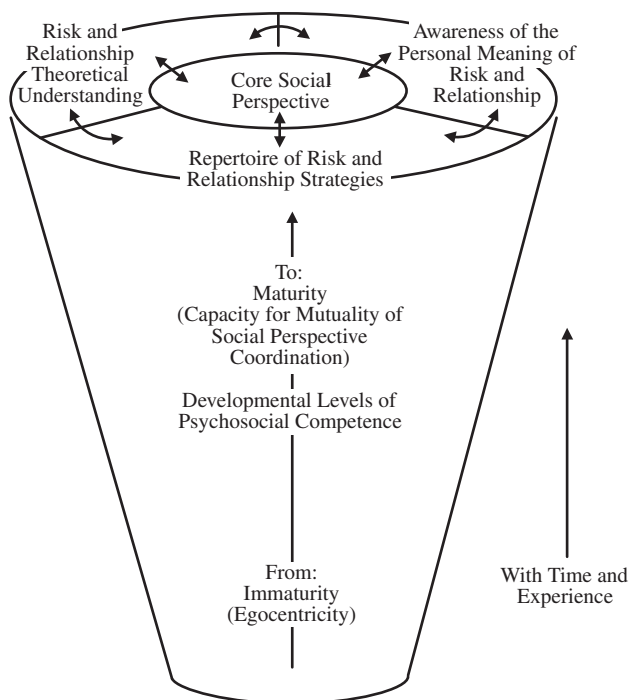 Risk and
Relationship
Theoretical
Understanding
Core Social
Perspective
Awareness of the
Personal Meaning of
Risk and
Relationship
Repertoire of Risk and
Relationship Strategies
To:
Maturity
(Capacity for Mutuality of
Social Perspective
Coordination)
Developmental Levels of
Psychosocial Competence
From:
Immaturity
(Egocentricity)
With Time and
Experience